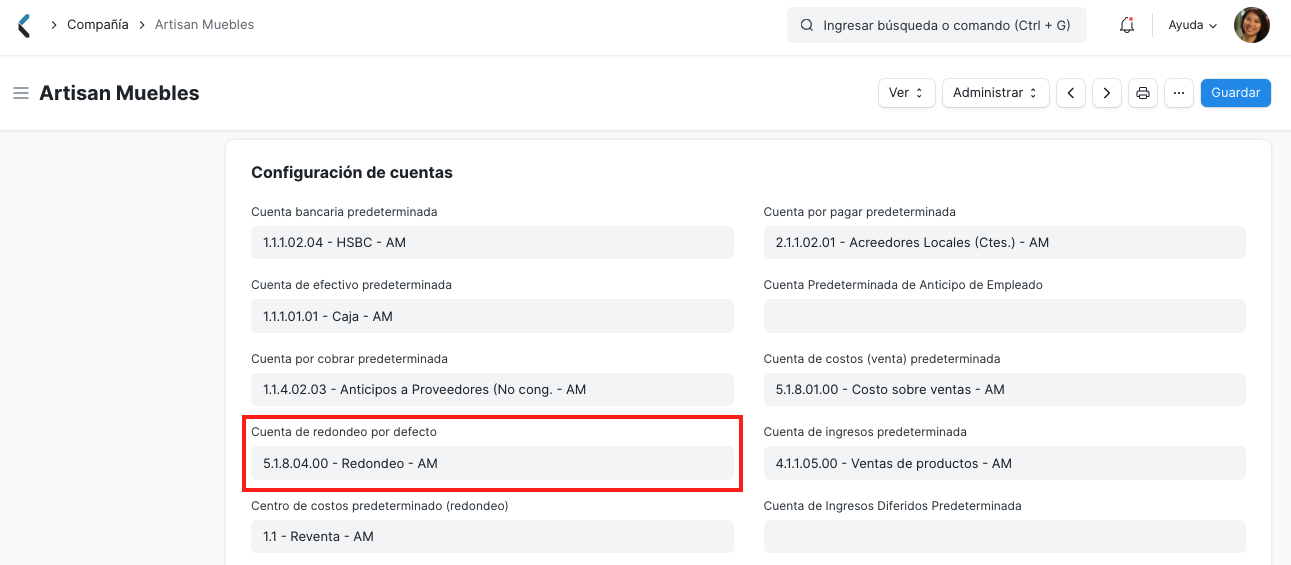 Compañía
Artisan Muebles
Ingresar búsqueda o comando (Ctrl + G)
Ayuda
Artisan Muebles
Ver
Administrar
Guardar
Configuración de cuentas
Cuenta bancaria predeterminada
1.1.1.02.04 - HSBC - AM
Cuenta por pagar predeterminada
2.1.1.02.01 - Acreedores Locales (Ctes.) - AM
Cuenta de efectivo predeterminada
1.1.1.01.01 - Caja - AM
Cuenta Predeterminada de Anticipo de Empleado
Cuenta por cobrar predeterminada
1.1.4.02.03 - Anticipos a Proveedores (No cong. - AM
Cuenta de costos (venta) predeterminada
5.1.8.01.00 - Costo sobre ventas - AM
Cuenta de redondeo por defecto
5.1.8.04.00 - Redondeo - AM
Cuenta de ingresos predeterminada
4.1.1.05.00 - Ventas de productos - AM
Centro de costos predeterminado (redondeo)
1.1 - Reventa - AM
Cuenta de Ingresos Diferidos Predeterminada